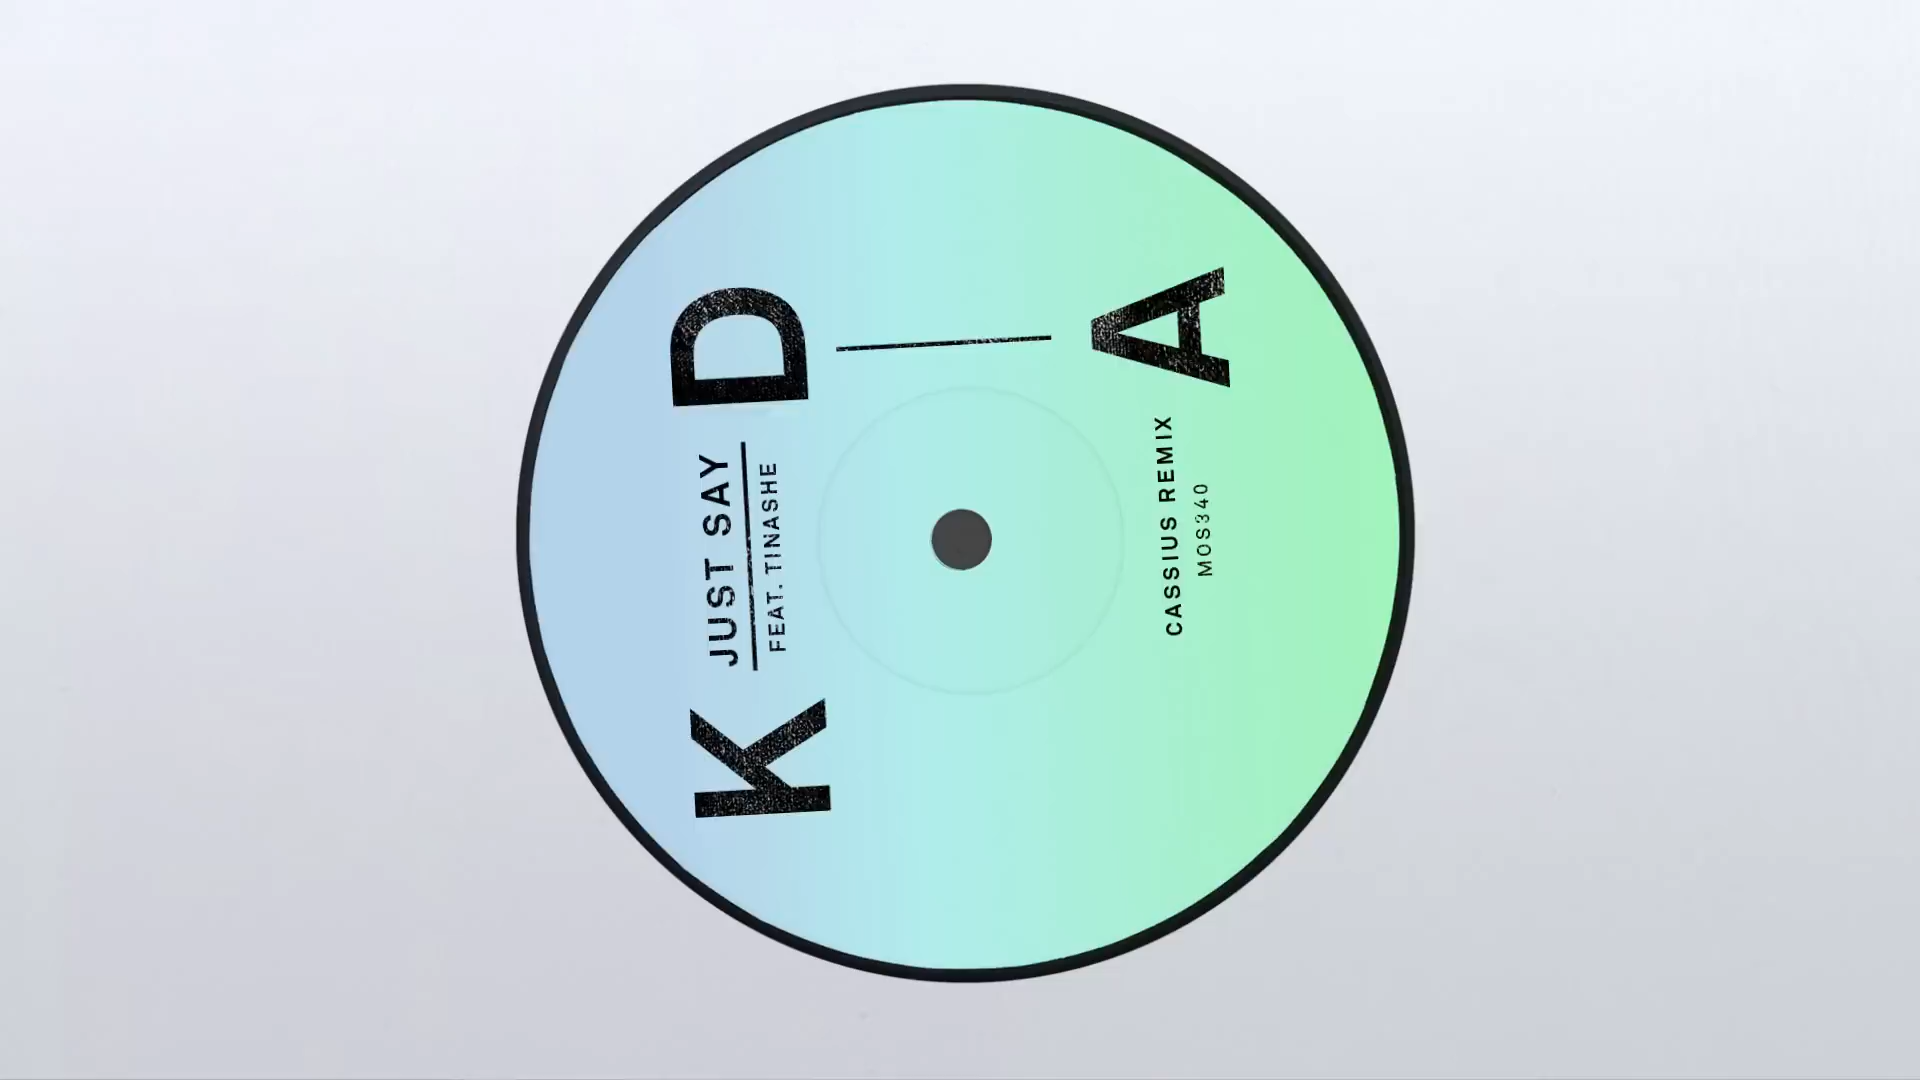 K D
JUST SAY
FEAT. TINASHE
A
CASSIUS REMIX
MOS340